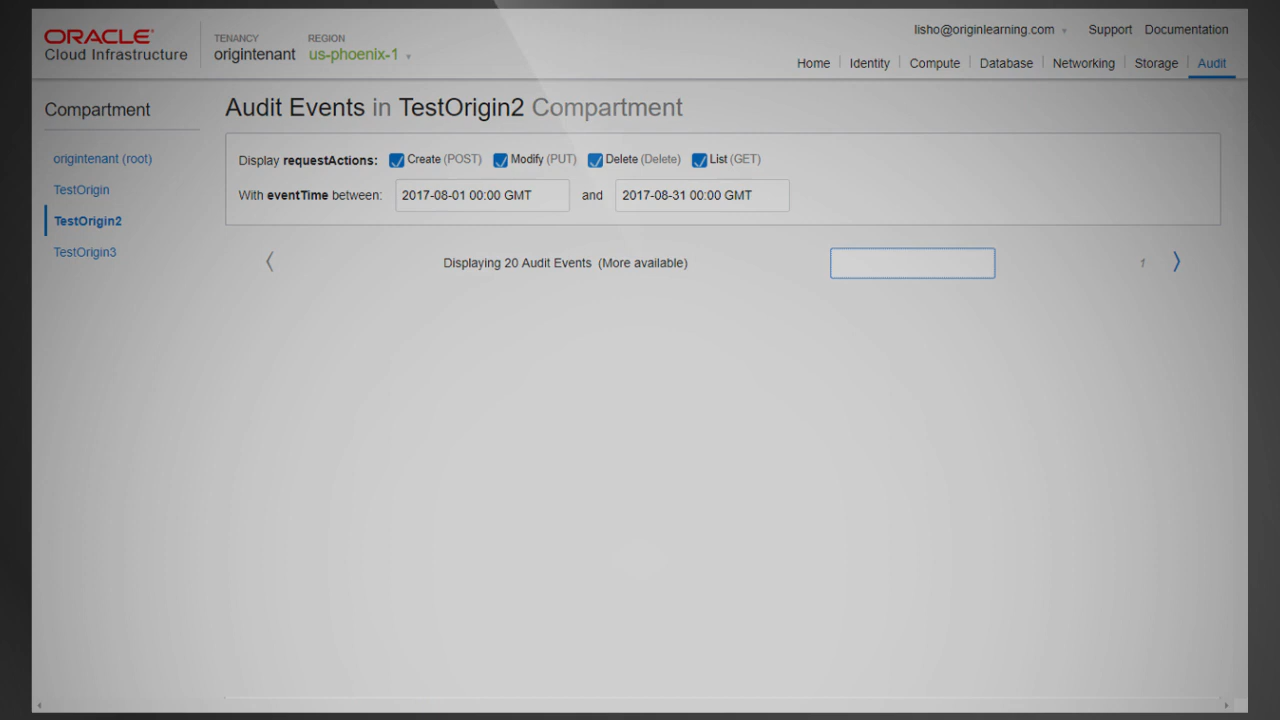 ORACLE
Cloud Infrastructure
TENANCY
origintenant
REGION
us-phoenix-1
lisho@originlearning.com
Support
Documentation
Home
Identity
Compute
Database
Networking
Storage
Audit
Compartment
origintenant (root)
TestOrigin
TestOrigin2
TestOrigin3
Audit Events in TestOrigin2 Compartment
Display requestActions: Create (POST) Modify (PUT) Delete (Delete) List (GET)
With eventTime between: 2017-08-01 00:00 GMT and 2017-08-31 00:00 GMT
Displaying 20 Audit Events (More available)
1